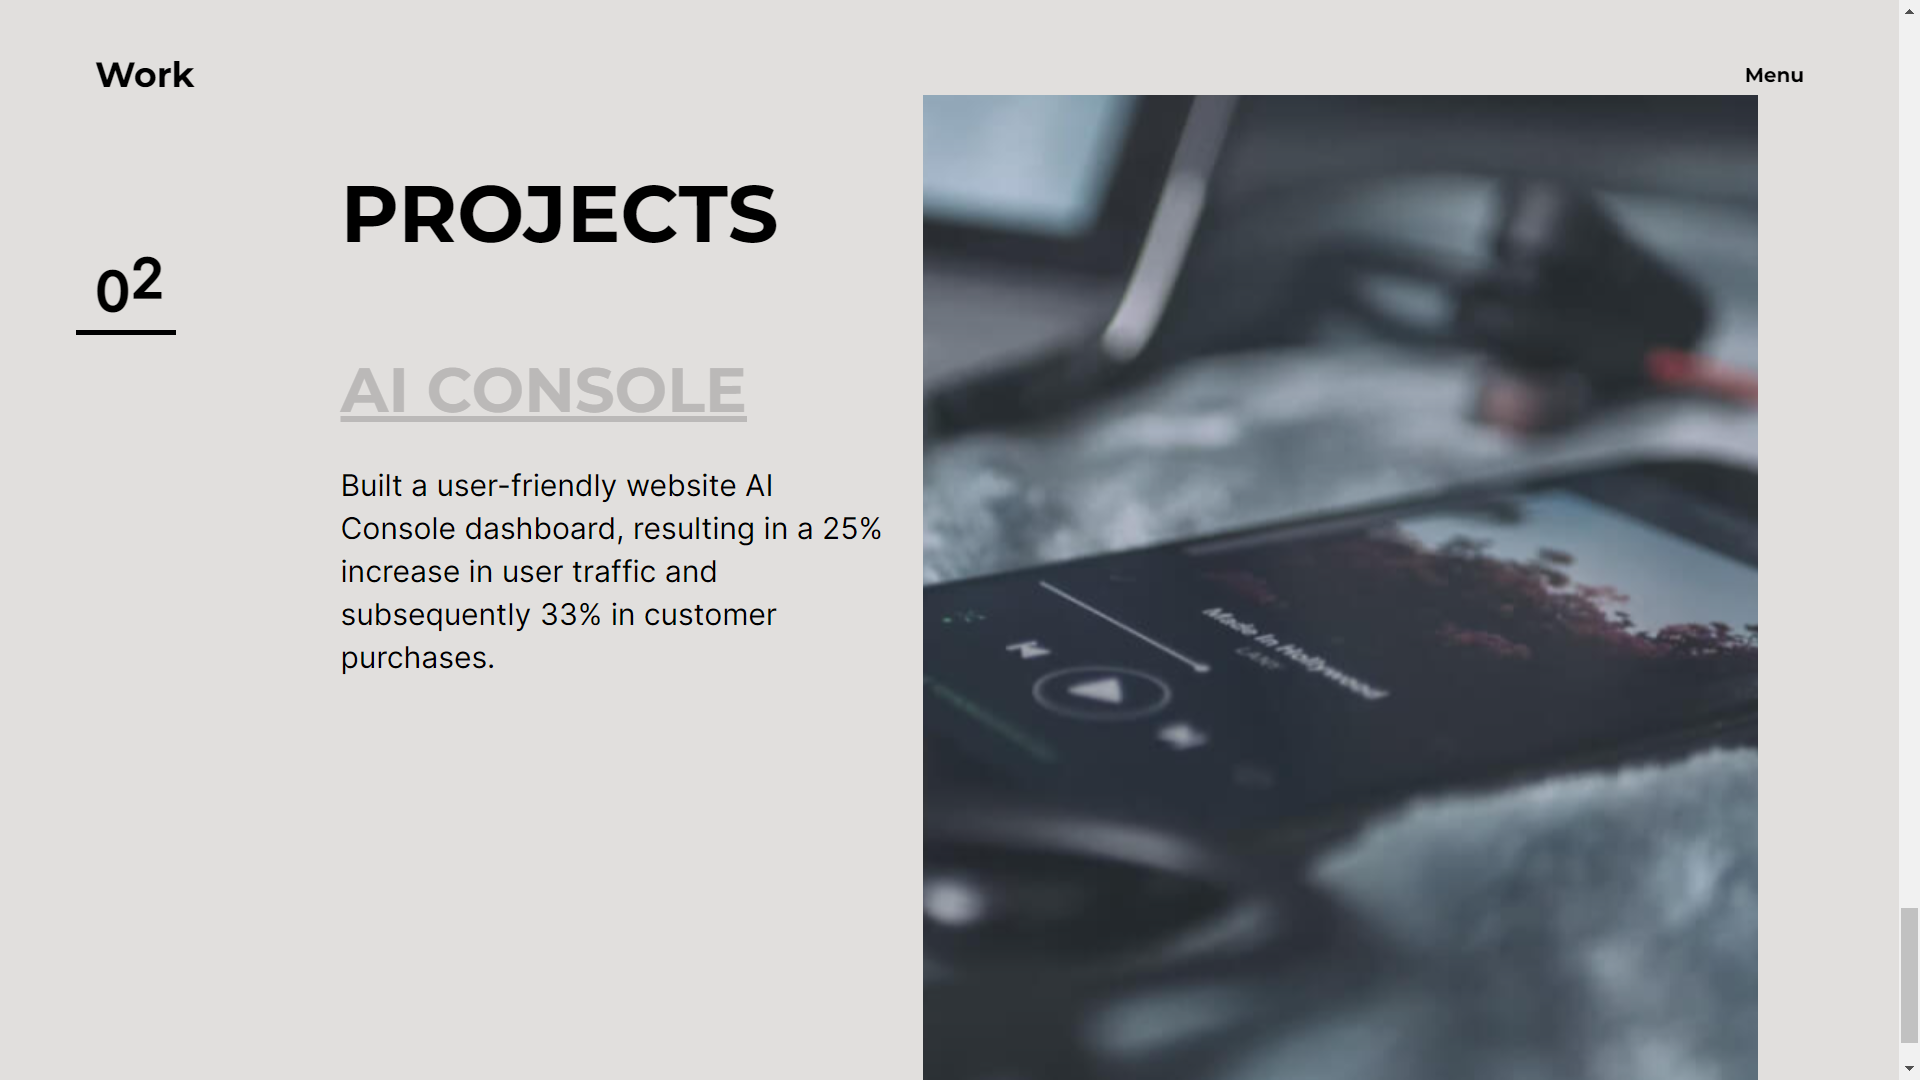 Work
Menu
PROJECTS
02
AI CONSOLE
Built a user-friendly website AI
Console dashboard, resulting in a 25%
increase in user traffic and
subsequently 33% in customer
purchases.
Made In Hollywood
LANY